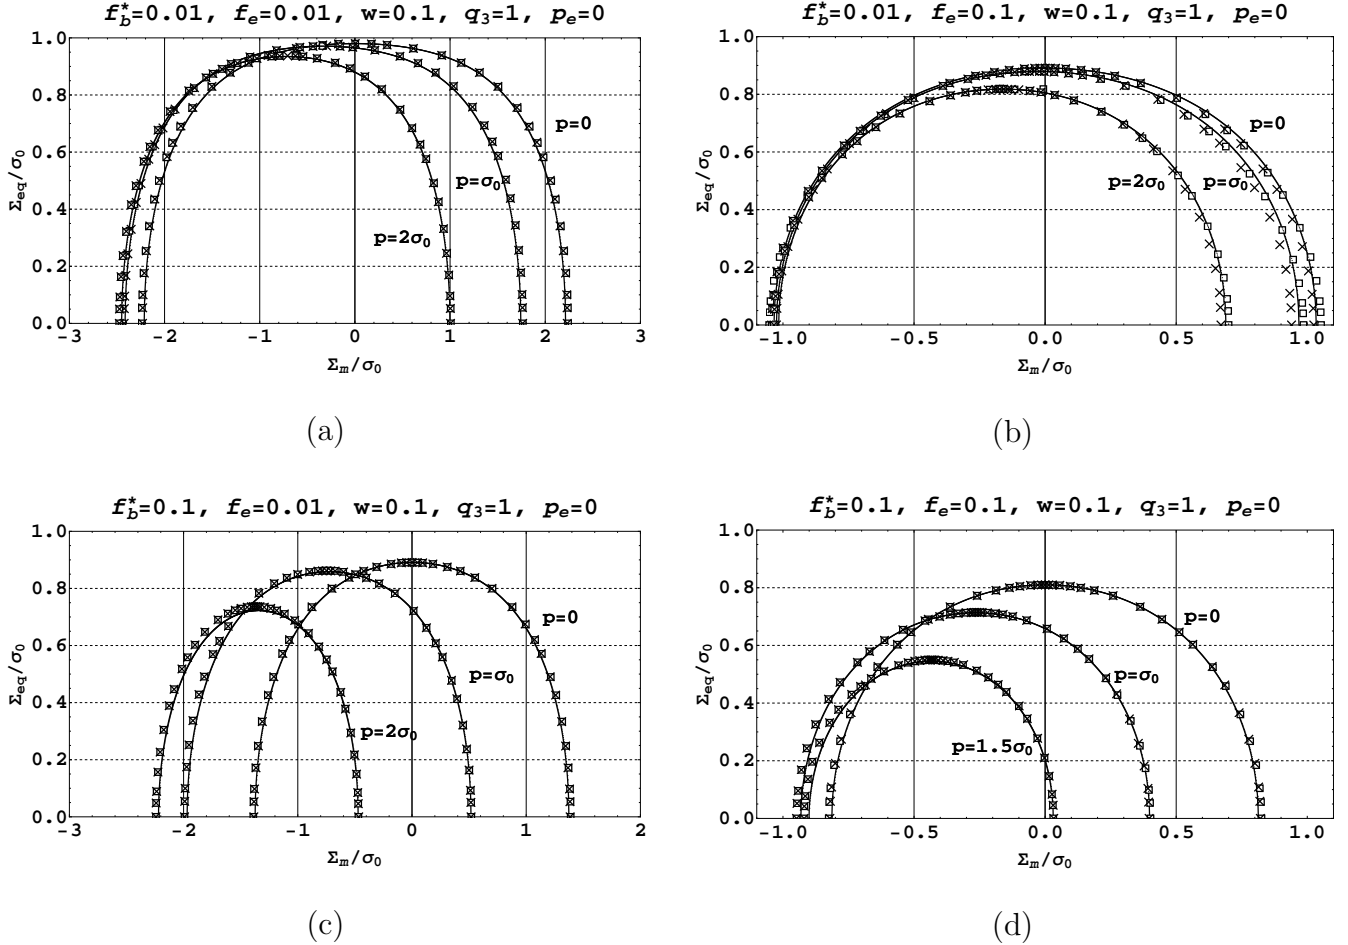 f*b=0.01, fe=0.01, w=0.1, q3=1, pe=0
1.0
0.8
0.6
0.4
0.2
0.0
Σeq/σ0
p=0
p=σ0
p=2σ0
-3 -2 -1 0 1 2 3
Σm/σ0
(a)
f*b=0.01, fe=0.1, w=0.1, q3=1, pe=0
1.0
0.8
0.6
0.4
0.2
0.0
Σeq/σ0
p=0
p=2σ0 p=σ0
-1.0 -0.5 0.0 0.5 1.0
Σm/σ0
(b)
f*b=0.1, fe=0.01, w=0.1, q3=1, pe=0
1.0
0.8
0.6
0.4
0.2
0.0
Σeq/σ0
p=0
p=σ0
p=2σ0
-3 -2 -1 0 1 2
Σm/σ0
(c)
f*b=0.1, fe=0.1, w=0.1, q3=1, pe=0
1.0
0.8
0.6
0.4
0.2
0.0
Σeq/σ0
p=0
p=σ0
p=1.5σ0
-1.0 -0.5 0.0 0.5 1.0
Σm/σ0
(d)